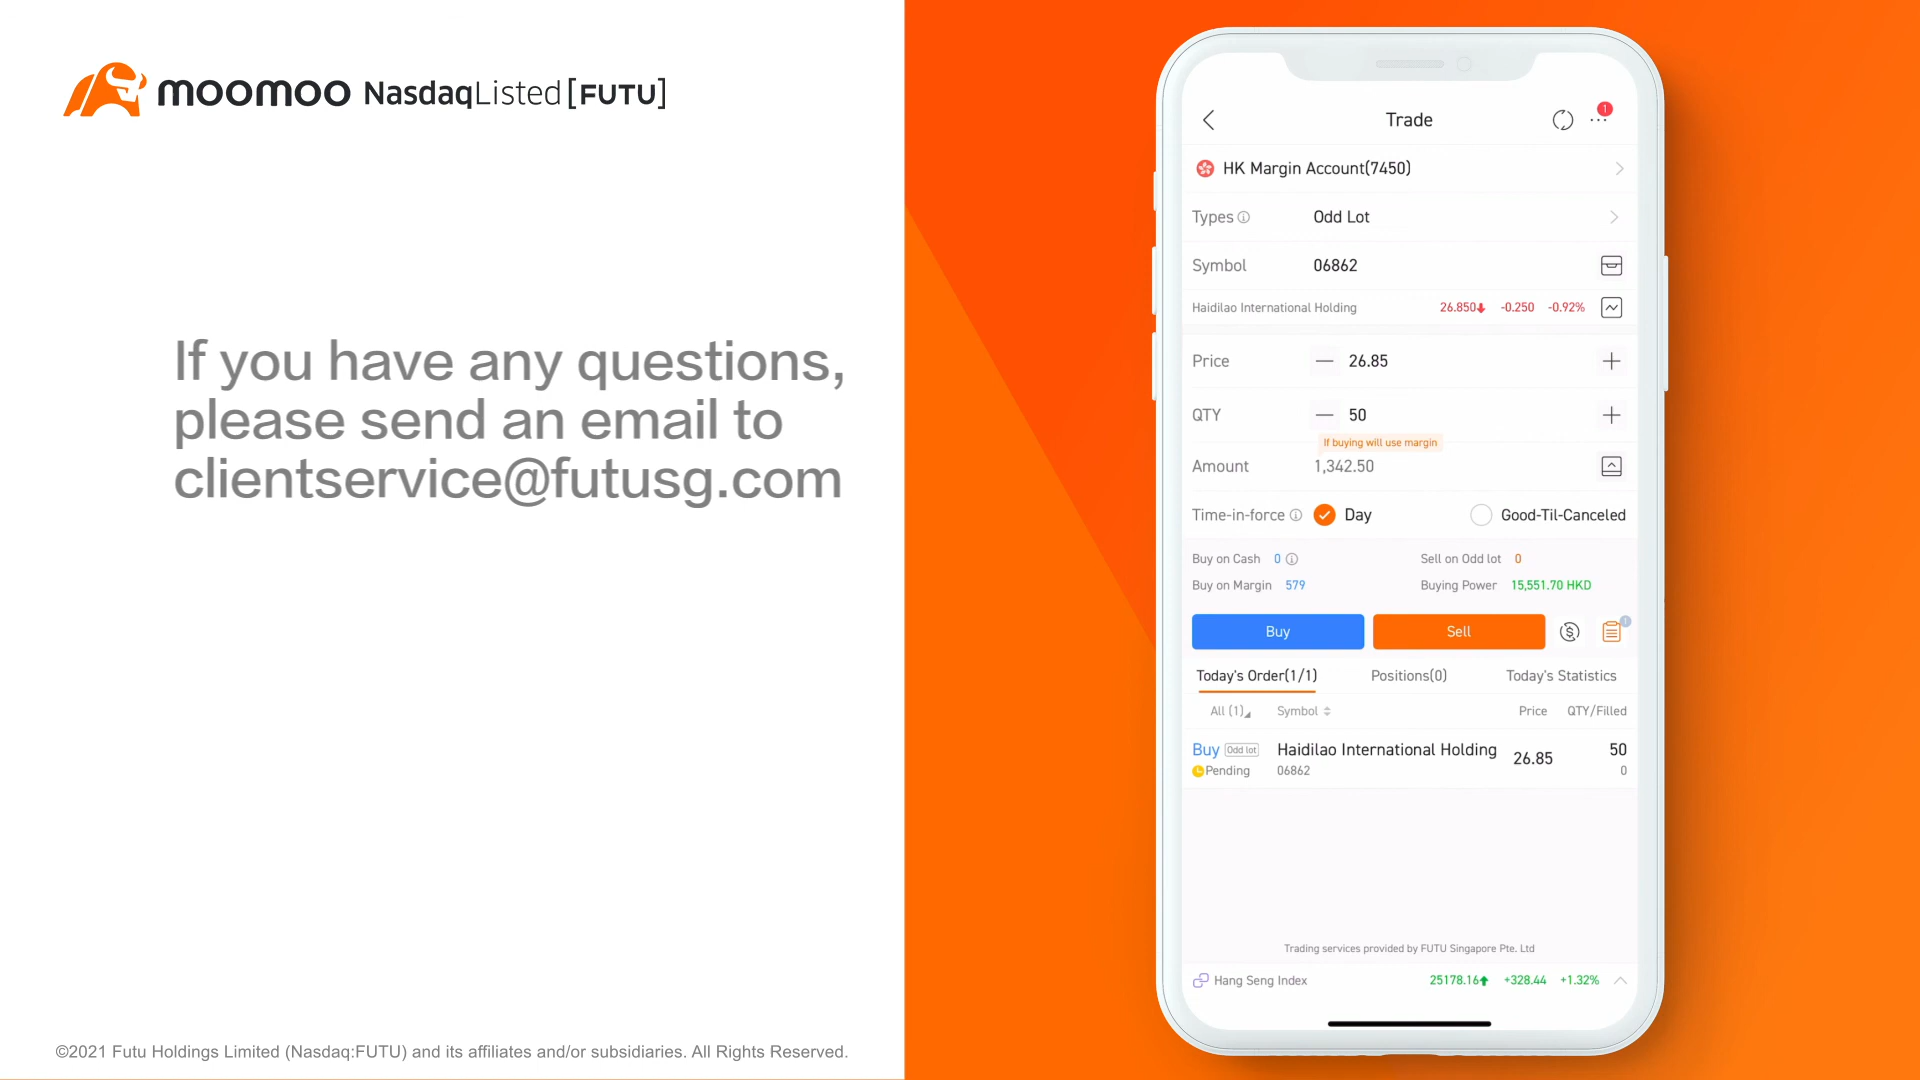 moomoo NasdaqListed [FUTU]
If you have any questions,
please send an email to
clientservice@futusg.com
©2021 Futu Holdings Limited (Nasdaq:FUTU) and its affiliates and/or subsidiaries. All Rights Reserved.
Trade
1
HK Margin Account(7450)
Types Odd Lot
Symbol 06862
Haidilao International Holding 26.850 -0.250 -0.92%
Price 26.85
QTY 50
If buying will use margin
Amount 1,342.50
Time-in-force Day Good-Til-Canceled
Buy on Cash 0 Sell on Odd lot 0
Buy on Margin 579 Buying Power 15,551.70 HKD
Buy Sell
1
Today's Order(1/1) Positions(0) Today's Statistics
All (1) Symbol Price QTY/Filled
Buy Odd lot Haidilao International Holding 26.85 50
Pending 06862 0
Trading services provided by FUTU Singapore Pte. Ltd
Hang Seng Index 25178.16 +328.44 +1.32%